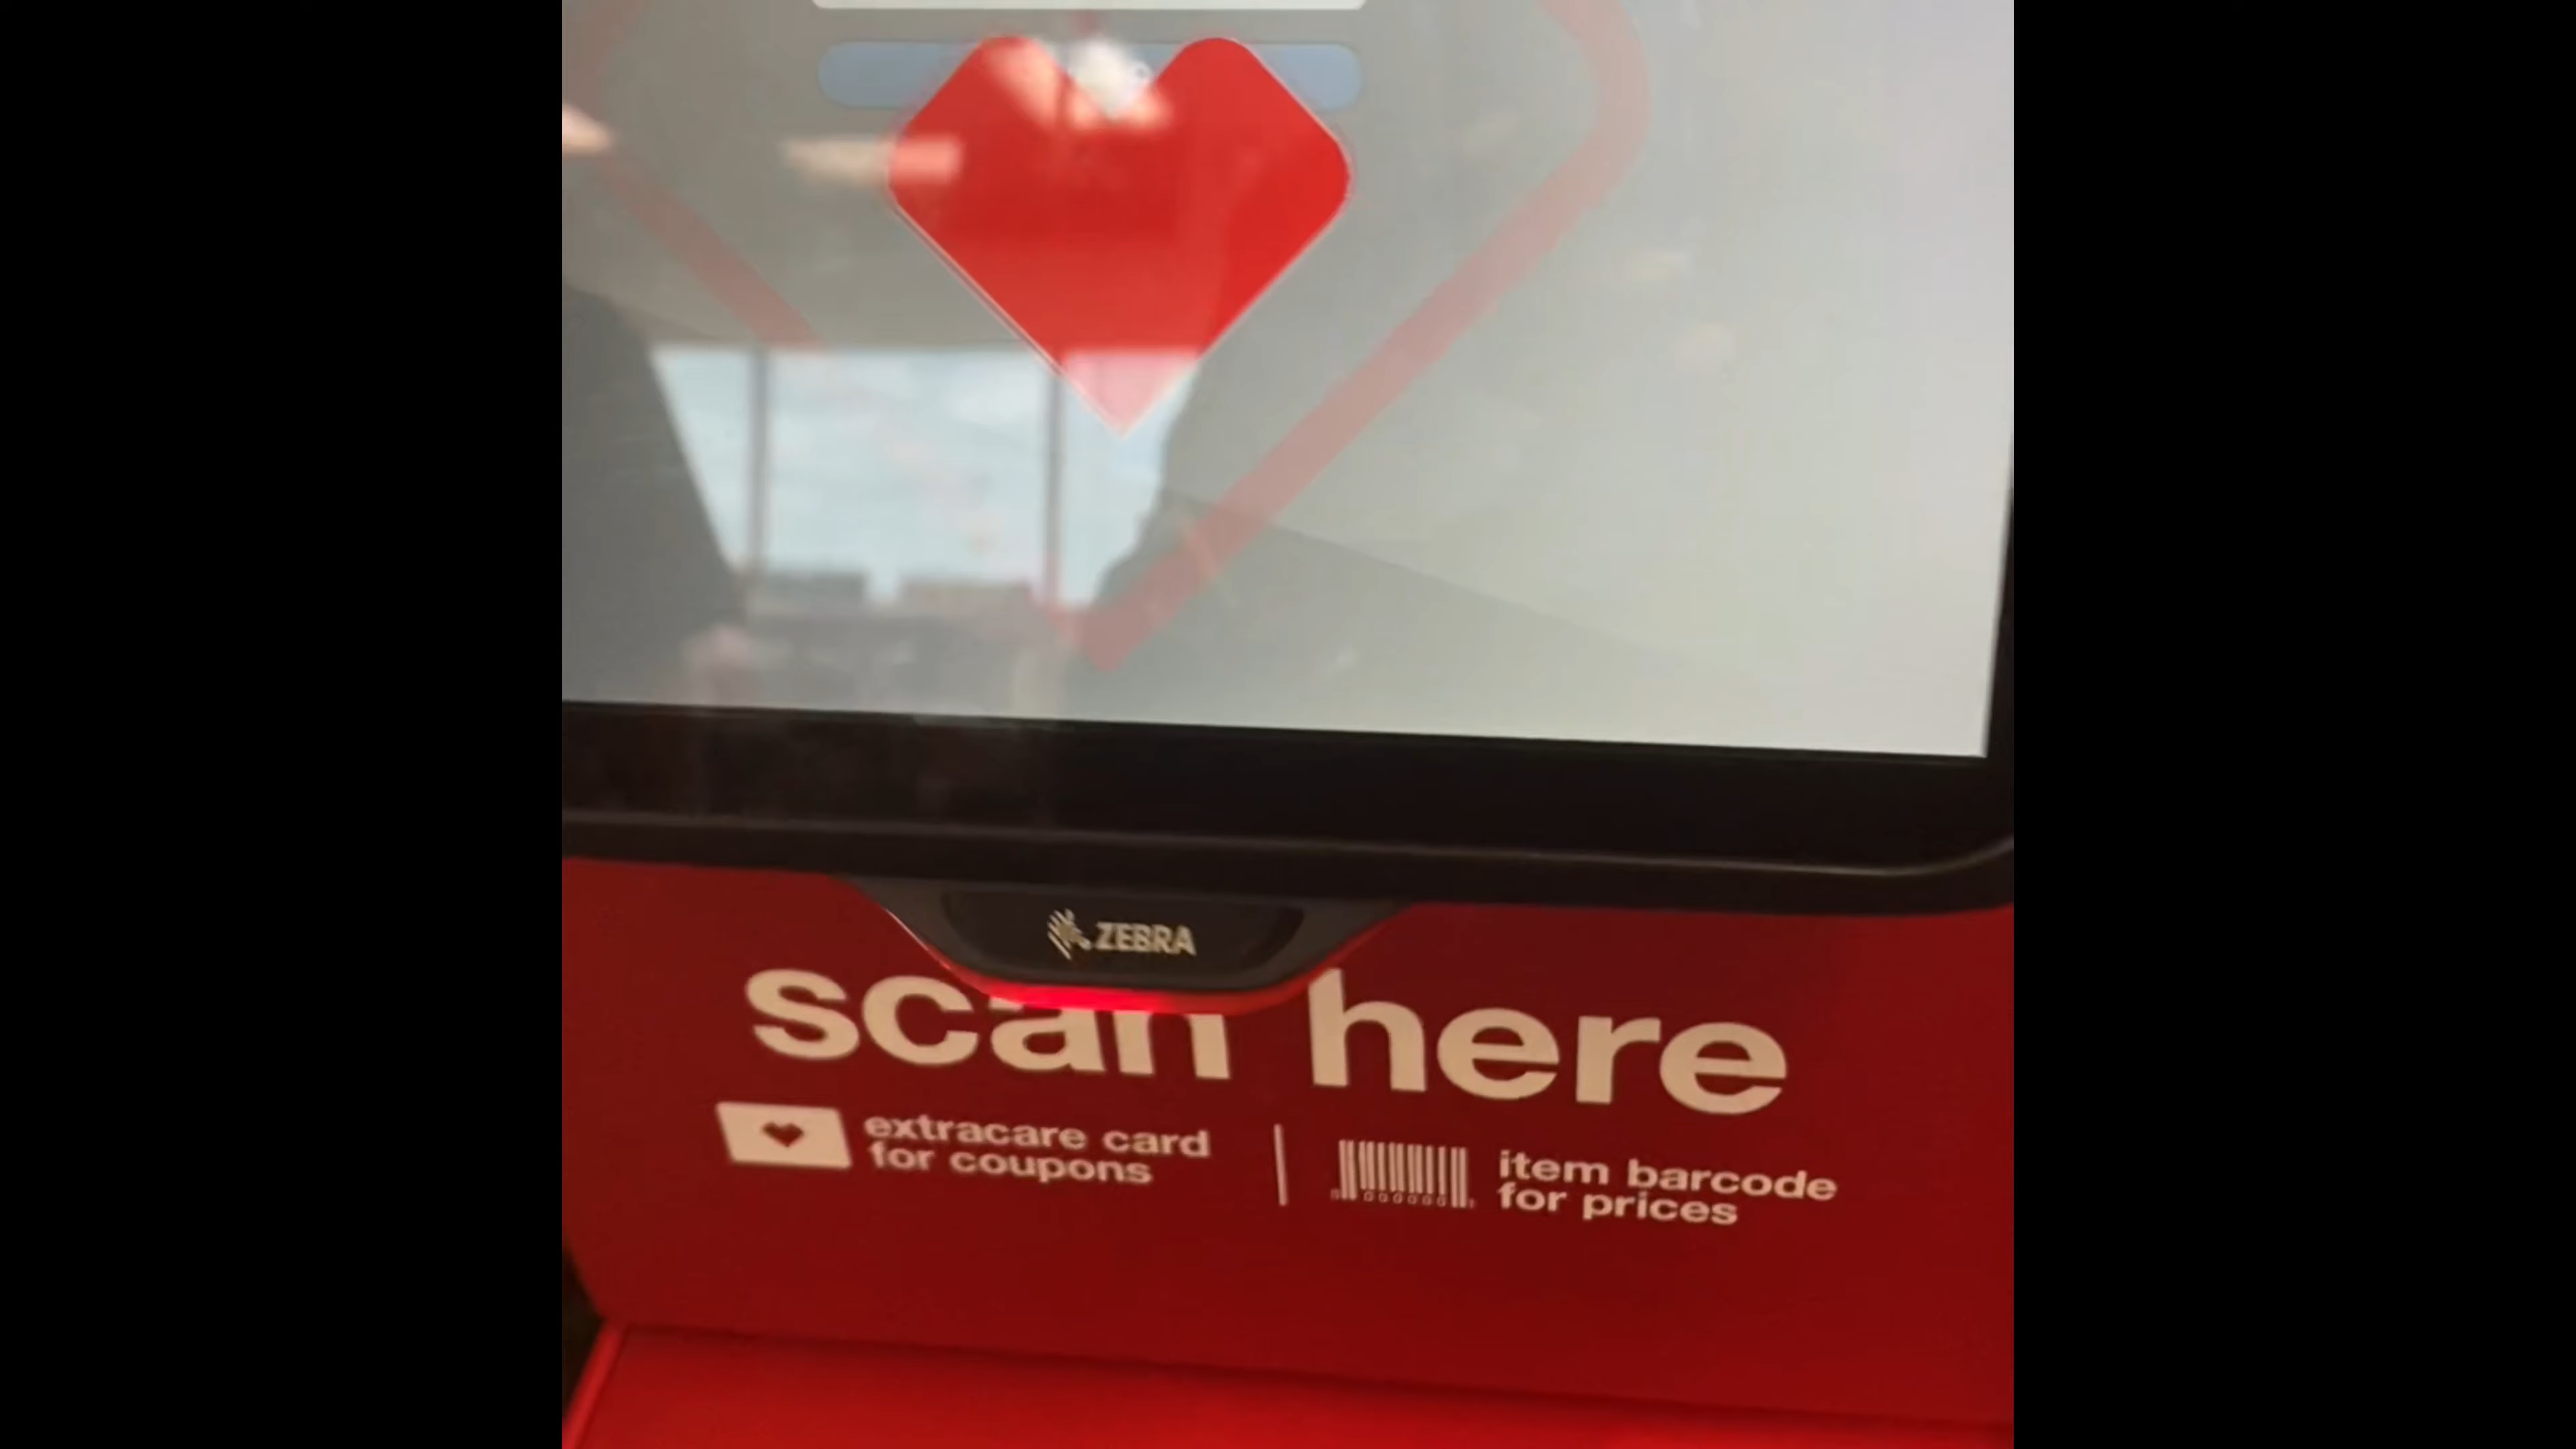 ZEBRA
scan here
extracare card
for coupons
item barcode
for prices